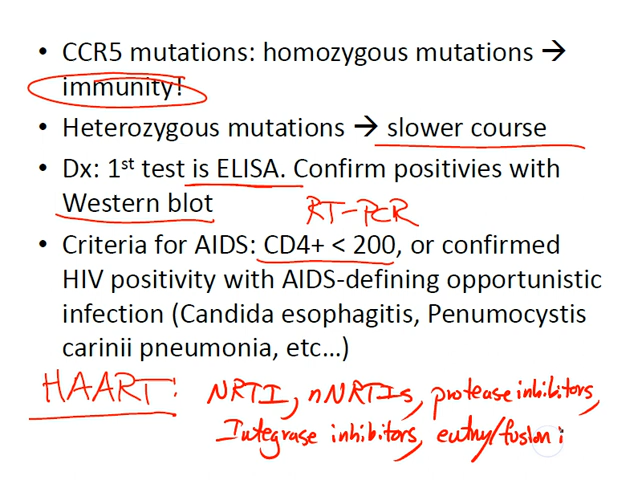 • CCR5 mutations: homozygous mutations →
immunity!
• Heterozygous mutations → slower course
• Dx: 1st test is ELISA. Confirm positivies with
Western blot
RT-PCR
• Criteria for AIDS: CD4+ < 200, or confirmed
HIV positivity with AIDS-defining opportunistic
infection (Candida esophagitis, Penumocystis
carinii pneumonia, etc…)
HAART: NRTI, nNRTIs, protease inhibitors,
Integrase inhibitors, entry/fusion i